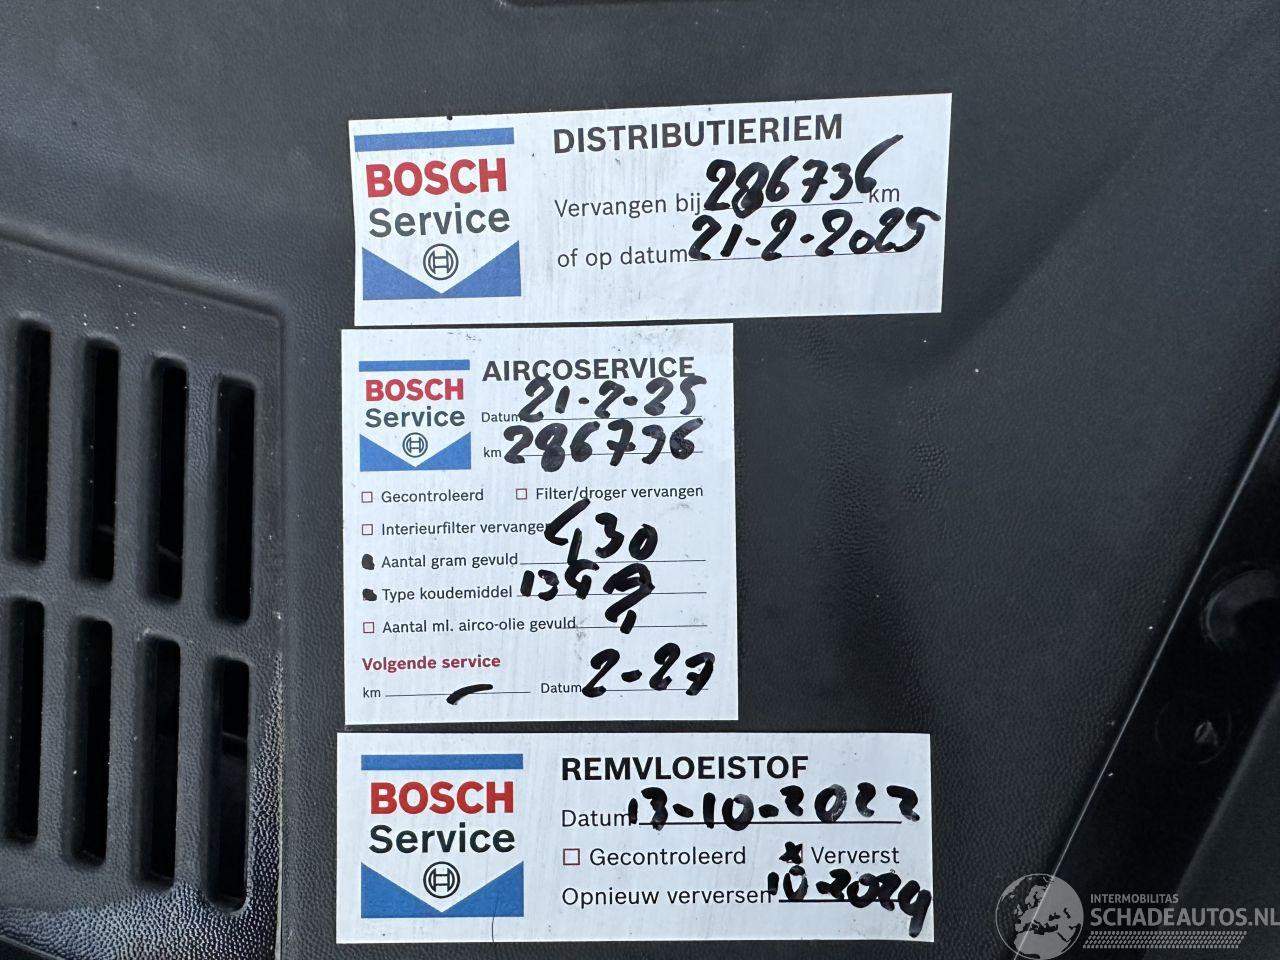 BOSCH
Service
DISTRIBUTIERIEM
Vervangen bij 286736 km
of op datum 21-2-2025
BOSCH
Service
AIRCOSERVICE
Datum 21-2-25
km 286736
Gecontroleerd Filter/droger vervangen
Interieurfilter vervangen
Aantal gram gevuld 430
Type koudemiddel
Aantal ml. airco-olie gevuld
Volgende service
km - Datum 2-27
BOSCH
Service
REMVLOEISTOF
Datum 13-10-2022
Gecontroleerd x Ververst
Opnieuw verversen 10-2024
INTERMOBILITAS
SCHADEAUTOS.NL